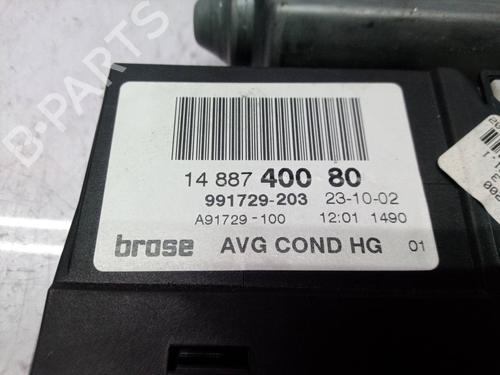 14 887 400 80
991729-203 23-10-02
A91729-100 12:01 1490
brose AVG COND HG 01
B-PARTS